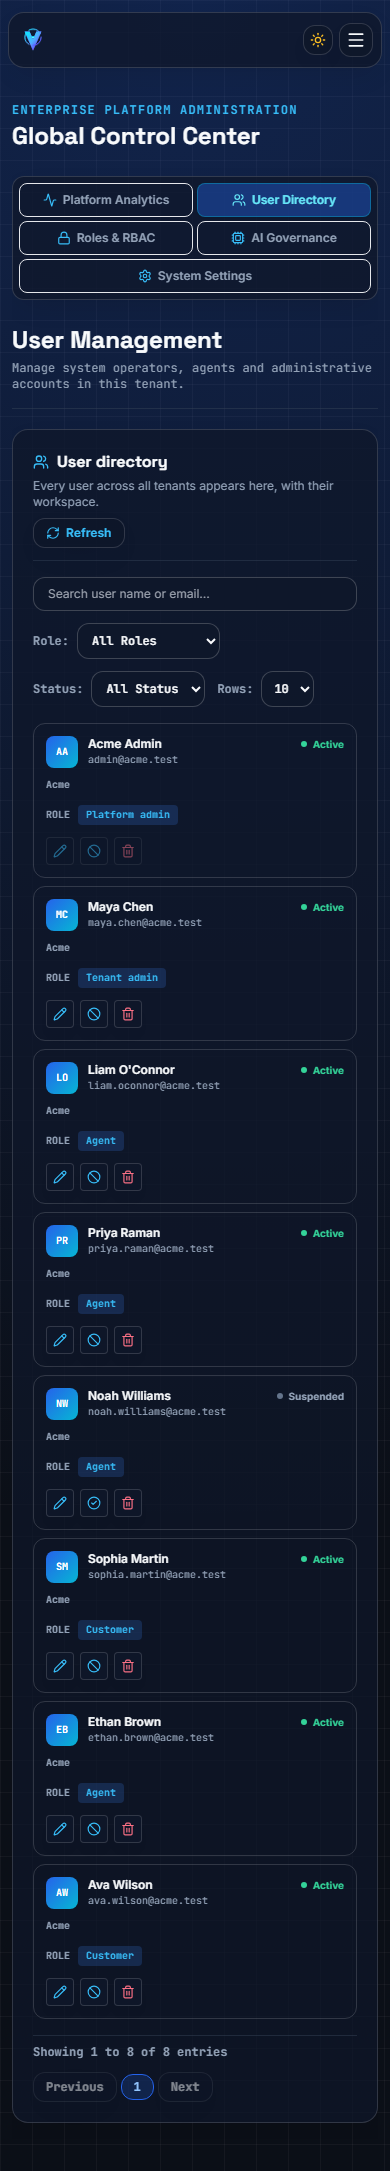 ENTERPRISE PLATFORM ADMINISTRATION
Global Control Center
Platform Analytics
User Directory
Roles & RBAC
AI Governance
System Settings
User Management
Manage system operators, agents and administrative
accounts in this tenant.
User directory
Every user across all tenants appears here, with their
workspace.
Refresh
Search user name or email...
Role: All Roles
Status: All Status Rows: 10
AA Acme Admin Active
admin@acme.test
Acme
ROLE Platform admin
MC Maya Chen Active
maya.chen@acme.test
Acme
ROLE Tenant admin
LO Liam O'Connor Active
liam.oconnor@acme.test
Acme
ROLE Agent
PR Priya Raman Active
priya.raman@acme.test
Acme
ROLE Agent
NW Noah Williams Suspended
noah.williams@acme.test
Acme
ROLE Agent
SM Sophia Martin Active
sophia.martin@acme.test
Acme
ROLE Customer
EB Ethan Brown Active
ethan.brown@acme.test
Acme
ROLE Agent
AW Ava Wilson Active
ava.wilson@acme.test
Acme
ROLE Customer
Showing 1 to 8 of 8 entries
Previous 1 Next